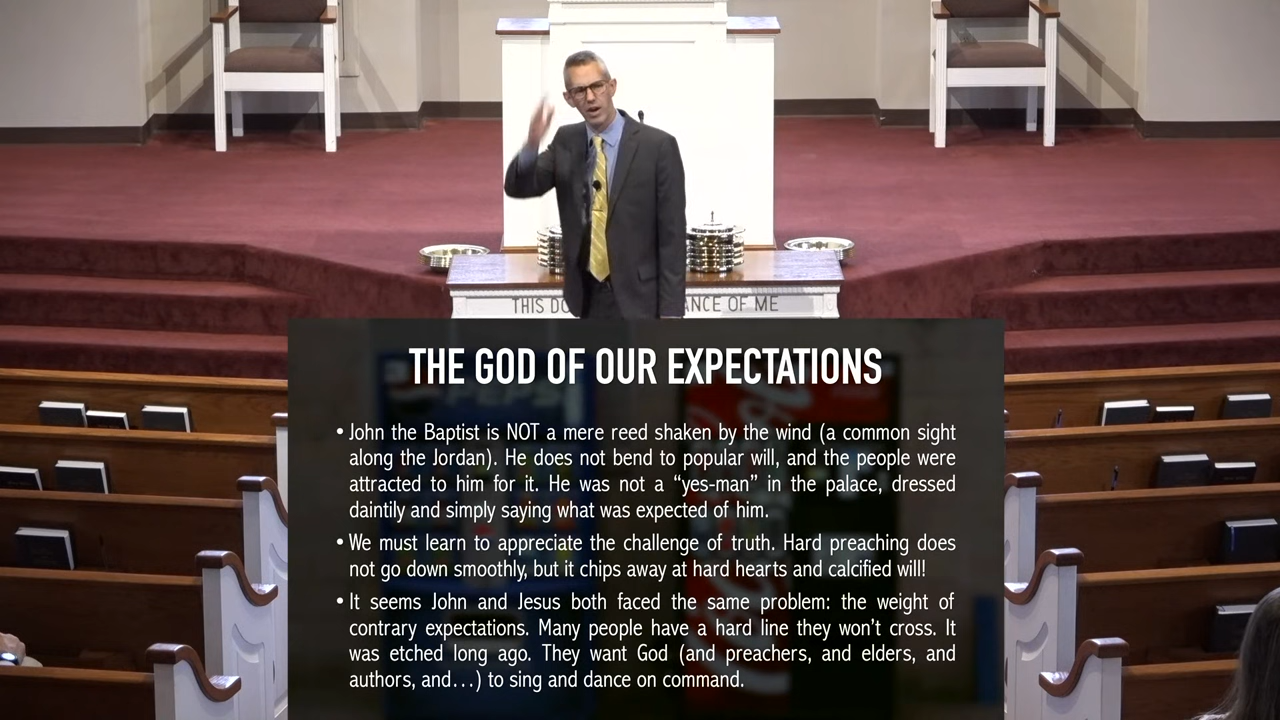 THIS DO ANCE OF ME
THE GOD OF OUR EXPECTATIONS
• John the Baptist is NOT a mere reed shaken by the wind (a common sight
along the Jordan). He does not bend to popular will, and the people were
attracted to him for it. He was not a “yes-man” in the palace, dressed
daintily and simply saying what was expected of him.
• We must learn to appreciate the challenge of truth. Hard preaching does
not go down smoothly, but it chips away at hard hearts and calcified will!
• It seems John and Jesus both faced the same problem: the weight of
contrary expectations. Many people have a hard line they won’t cross. It
was etched long ago. They want God (and preachers, and elders, and
authors, and…) to sing and dance on command.